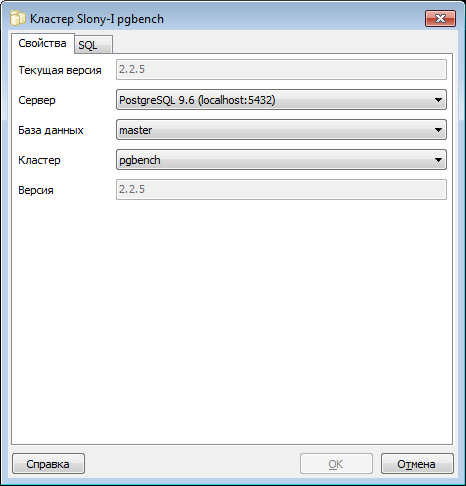 Кластер Slony-I pgbench
Свойства SQL
Текущая версия 2.2.5
Сервер PostgreSQL 9.6 (localhost:5432)
База данных master
Кластер pgbench
Версия 2.2.5
Справка OK Отмена